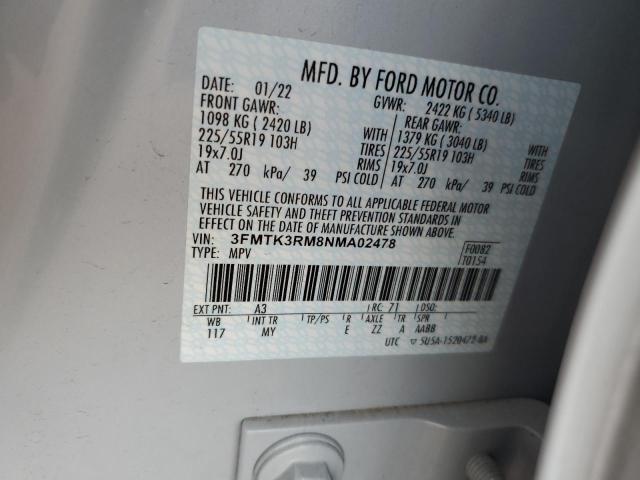 MFD. BY FORD MOTOR CO.
DATE: 01/22 GVWR: 2422 KG ( 5340 LB)
FRONT GAWR: REAR GAWR:
1098 KG ( 2420 LB) WITH 1379 KG ( 3040 LB) WITH
225/55R19 103H TIRES 225/55R19 103H TIRES
19x7.0J RIMS 19x7.0J RIMS
AT 270 kPa/ 39 PSI COLD AT 270 kPa/ 39 PSI COLD
THIS VEHICLE CONFORMS TO ALL APPLICABLE FEDERAL MOTOR
VEHICLE SAFETY AND THEFT PREVENTION STANDARDS IN
EFFECT ON THE DATE OF MANUFACTURE SHOWN ABOVE.
VIN: 3FMTK3RM8NMA02478 F0082
TYPE: MPV T0154
EXT PNT: A3 RC: 71 DSO:
WB INT TR TP/PS R AXLE TR SPR
117 MY E ZZ A AABB
UTC ▽ 5U5A-1520472-BA